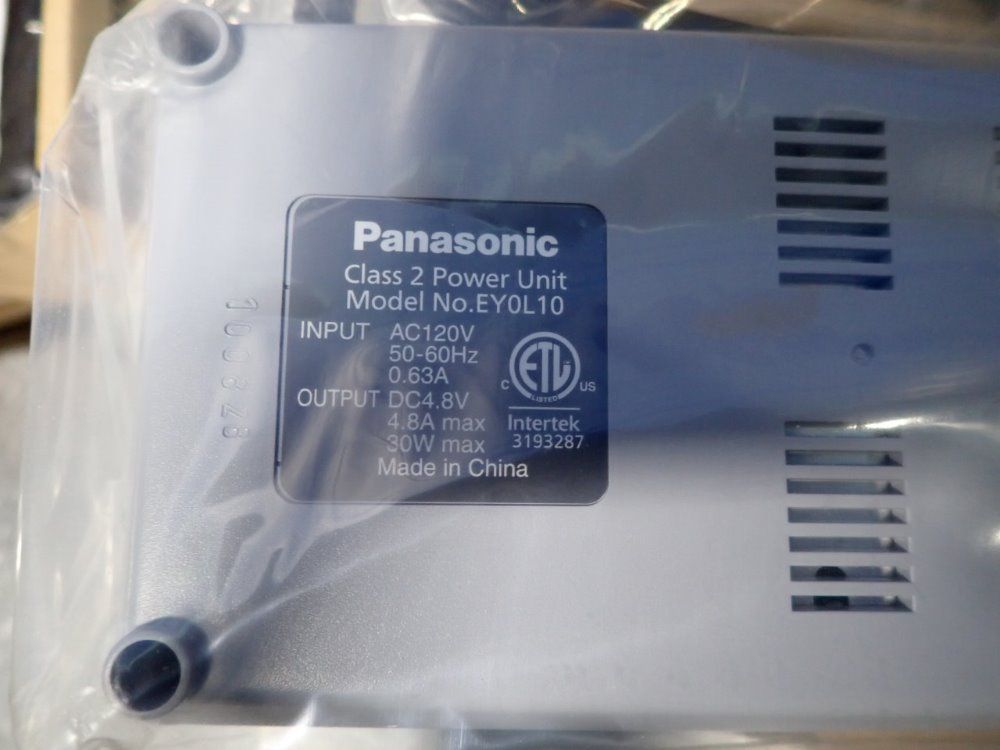 Panasonic
Class 2 Power Unit
Model No.EY0L10
INPUT AC120V
50-60Hz
0.63A
OUTPUT DC4.8V
4.8A max
30W max
Made in China
C ETL US
LISTED
Intertek
3193287